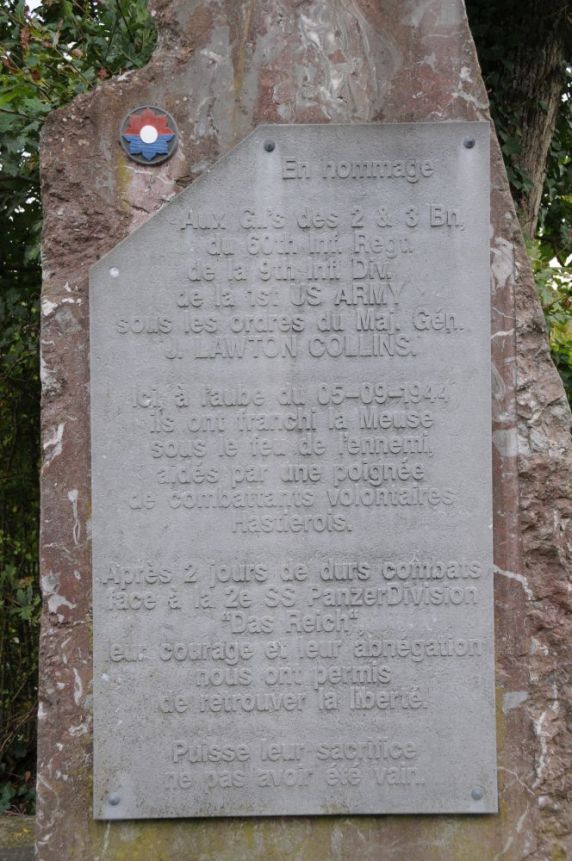 En hommage
Aux G.I's des 2 & 3 Bn,
du 60th Inf. Regt.
de la 9th Inft Div.
de la 1st US ARMY
sous les ordres du Maj. Gén.
J. LAWTON COLLINS.
Ici, à l'aube du 05-09-1944
ils ont franchi la Meuse
sous le feu de l'ennemi,
aidés par une poignée
de combattants volontaires
Hastiérois.
Après 2 jours de durs combats
face à la 2e SS PanzerDivision
"Das Reich"
leur courage et leur abnégation
nous ont permis
de retrouver la liberté.
Puisse leur sacrifice
ne pas avoir été vain.